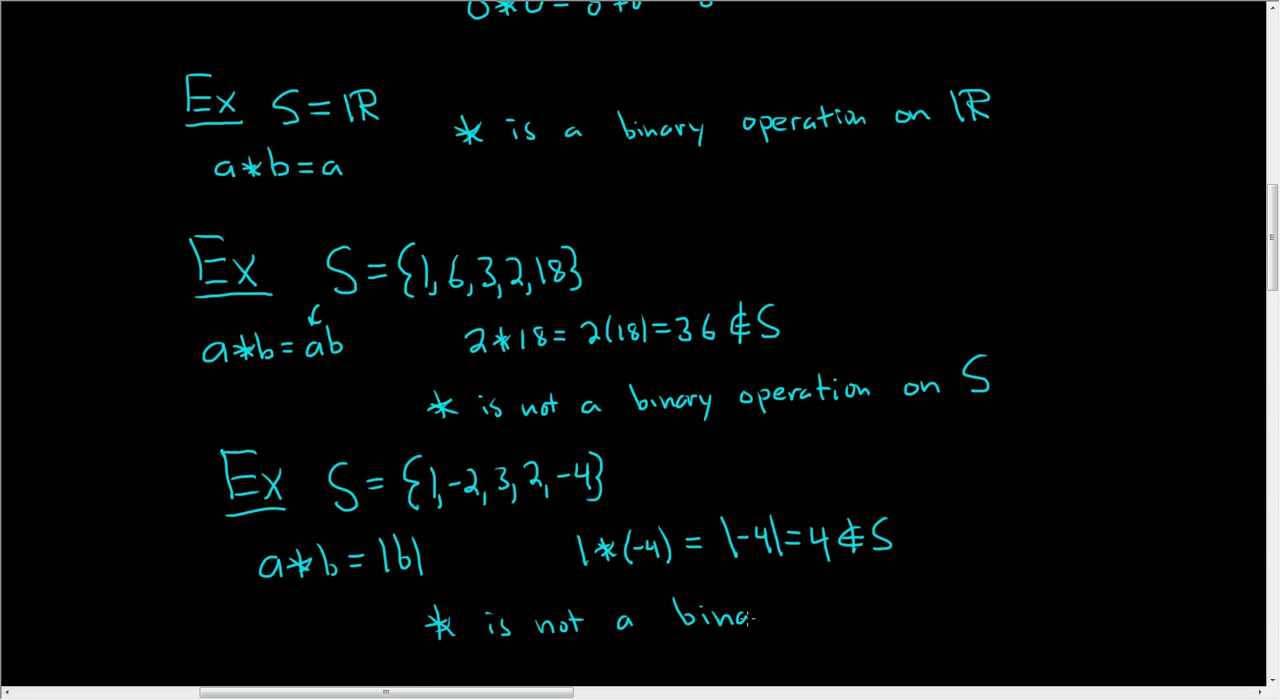 Ex S = ℝ
* is a binary operation on ℝ
a*b = a
Ex S = {1, 6, 3, 2, 18}
a*b = ab
2*18 = 2(18) = 36 ∉ S
* is not a binary operation on S
Ex S = {1, -2, 3, 2, -4}
a*b = |b|
1*(-4) = |-4| = 4 ∉ S
* is not a bina